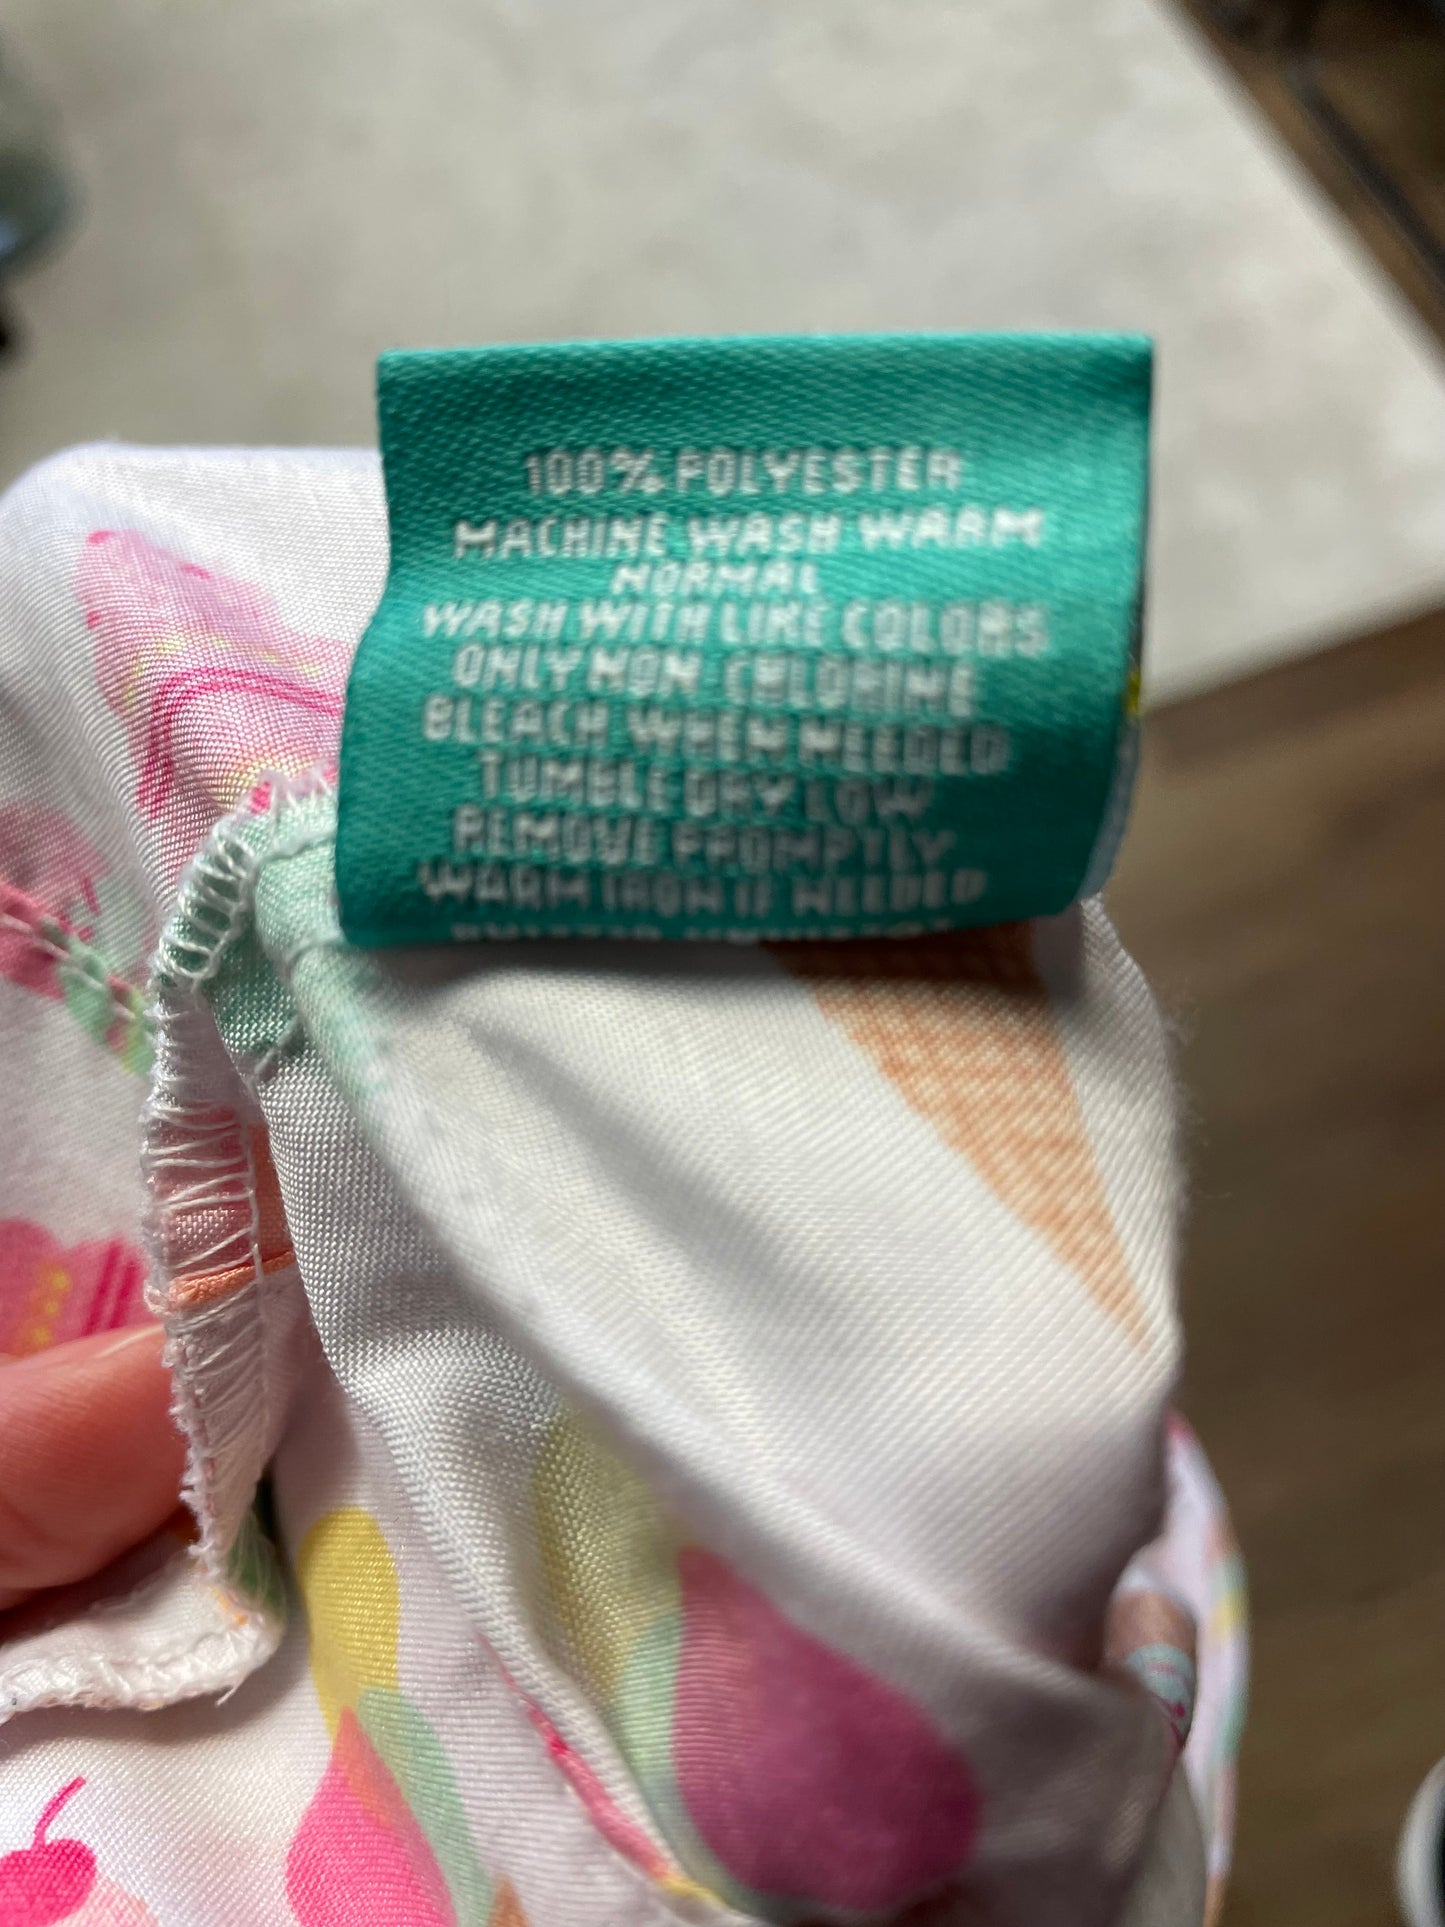 100% POLYESTER
MACHINE WASH WARM
NORMAL
WASH WITH LIKE COLORS
ONLY NON CHLORINE
BLEACH WHEN NEEDED
TUMBLE DRY LOW
REMOVE PROMPTLY
WARM IRON IF NEEDED